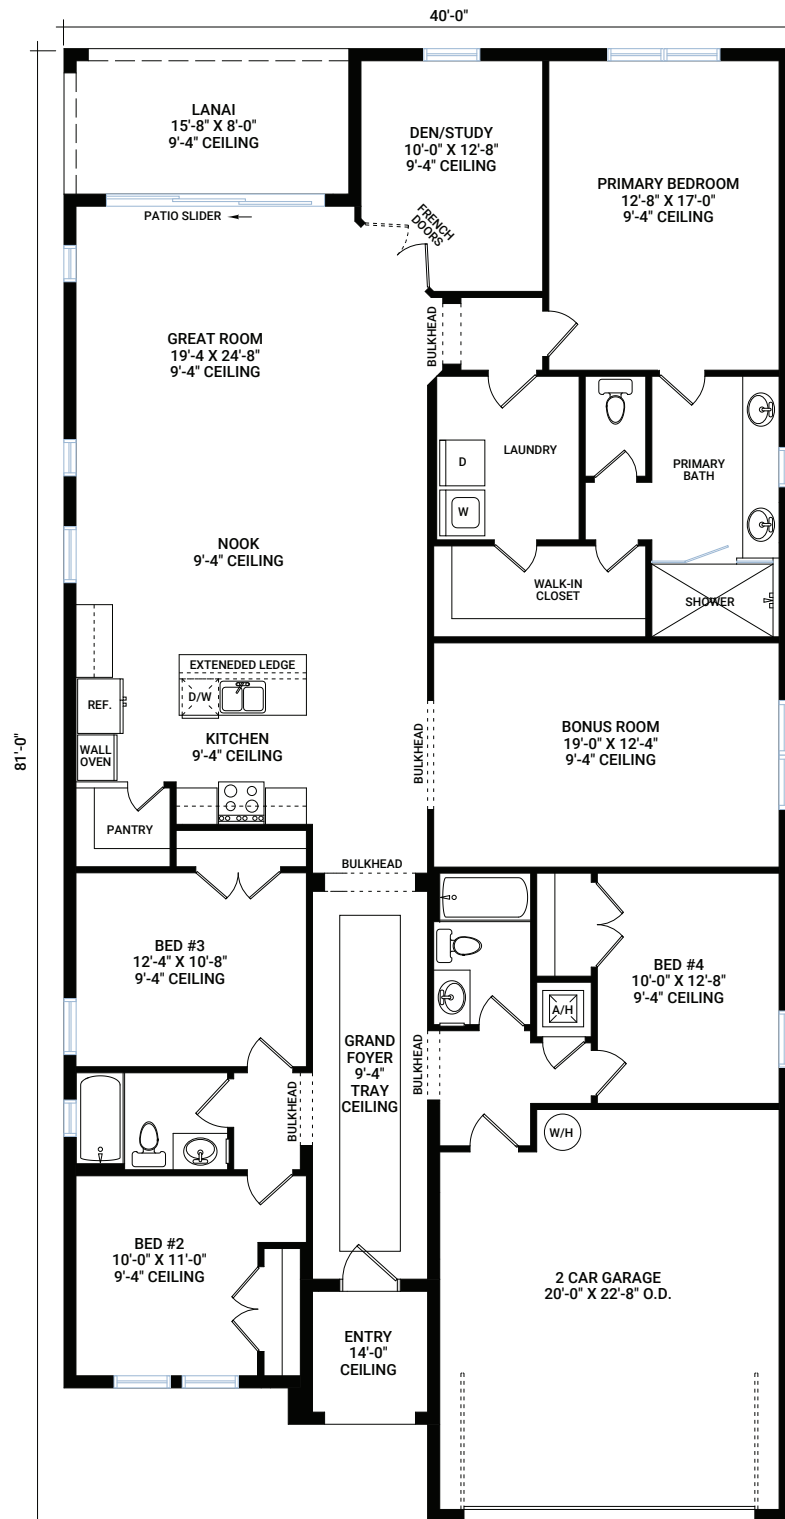 40'-0"
LANAI
15'-8" X 8'-0"
9'-4" CEILING
DEN/STUDY
10'-0" X 12'-8"
9'-4" CEILING
PRIMARY BEDROOM
12'-8" X 17'-0"
9'-4" CEILING
PATIO SLIDER
FRENCH
DOORS
GREAT ROOM
19'-4 X 24'-8"
9'-4" CEILING
BULKHEAD
LAUNDRY
D
W
PRIMARY
BATH
NOOK
9'-4" CEILING
WALK-IN
CLOSET
SHOWER
EXTENEDED LEDGE
D/W
REF.
WALL
OVEN
KITCHEN
9'-4" CEILING
81'-0"
BULKHEAD
BONUS ROOM
19'-0" X 12'-4"
9'-4" CEILING
PANTRY
BULKHEAD
BED #3
12'-4" X 10'-8"
9'-4" CEILING
BED #4
10'-0" X 12'-8"
9'-4" CEILING
A/H
GRAND
FOYER
9'-4"
TRAY
CEILING
BULKHEAD
BULKHEAD
W/H
BED #2
10'-0" X 11'-0"
9'-4" CEILING
2 CAR GARAGE
20'-0" X 22'-8" O.D.
ENTRY
14'-0"
CEILING